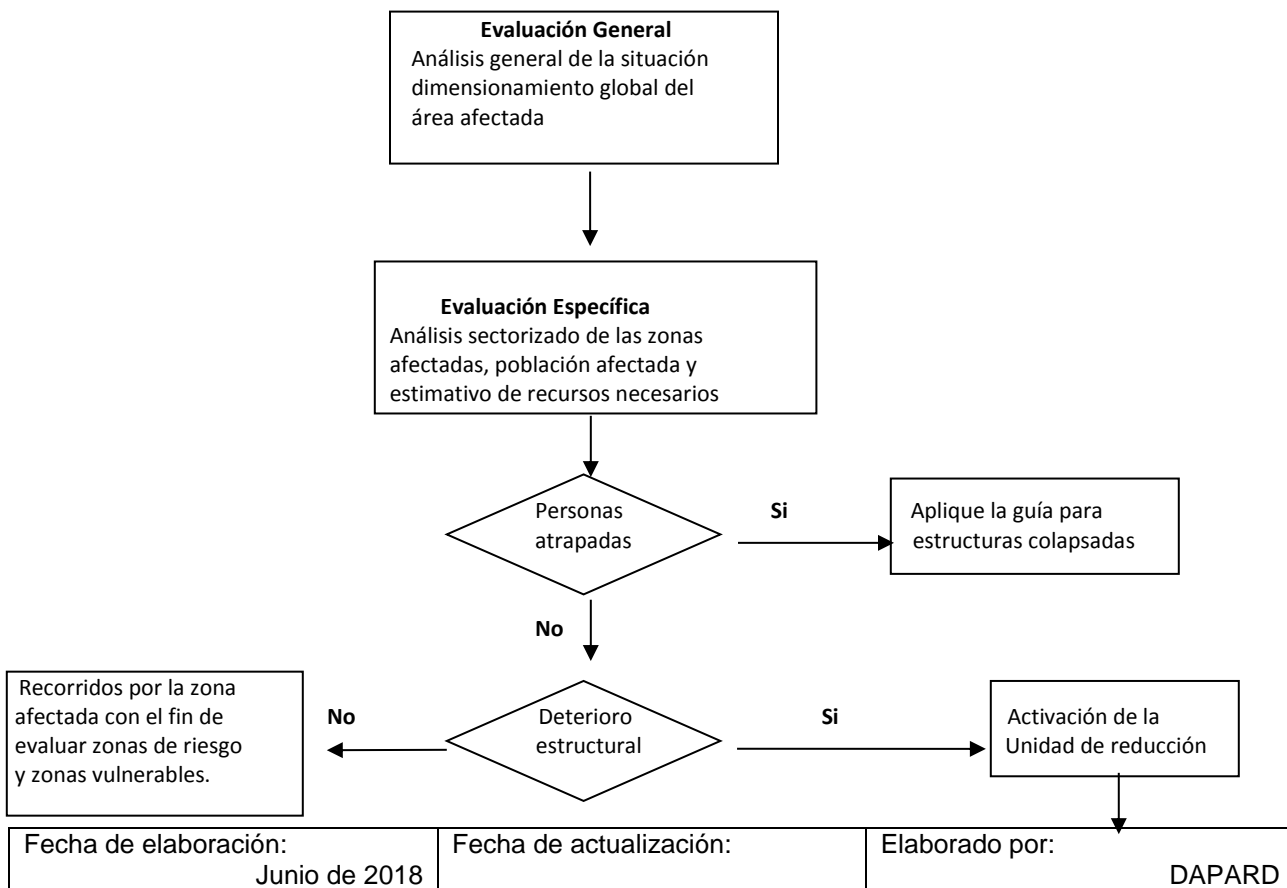 Evaluación General
Análisis general de la situación
dimensionamiento global del
área afectada
Evaluación Específica
Análisis sectorizado de las zonas
afectadas, población afectada y
estimativo de recursos necesarios
Personas
atrapadas
Si
Aplique la guía para
estructuras colapsadas
No
Recorridos por la zona
afectada con el fin de
evaluar zonas de riesgo
y zonas vulnerables.
No
Deterioro
estructural
Si
Activación de la
Unidad de reducción
Fecha de elaboración:
Junio de 2018
Fecha de actualización:
Elaborado por:
DAPARD